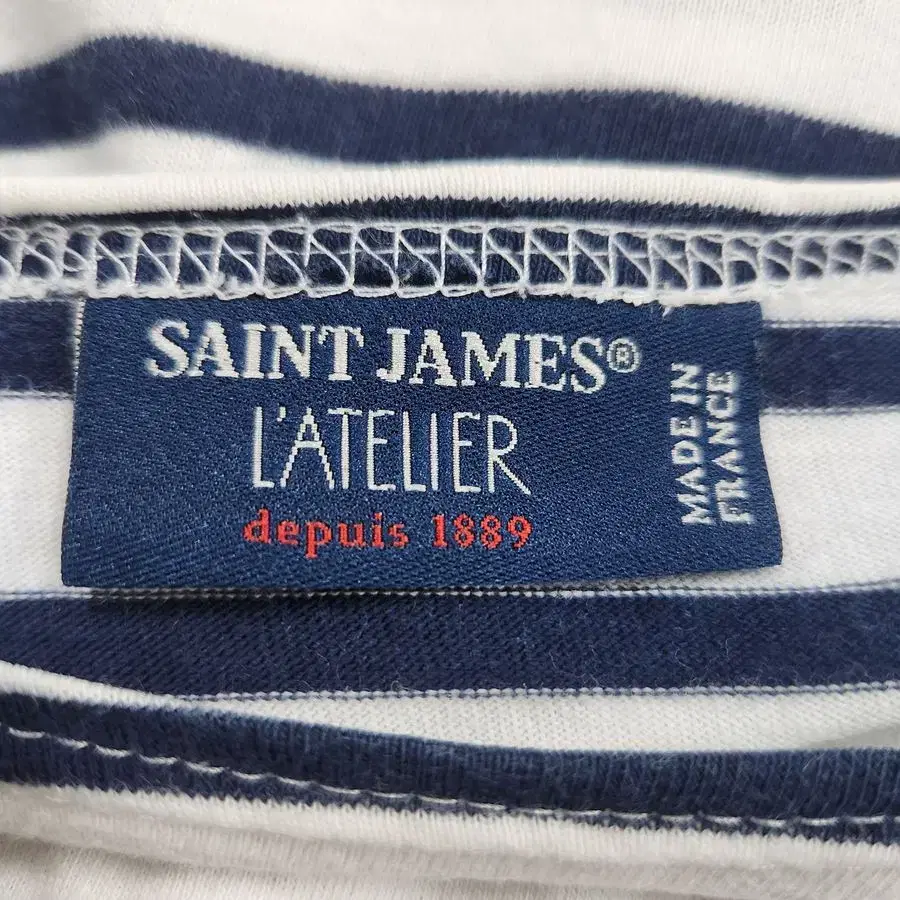 SAINT JAMES®
L'ATELIER
depuis 1889
MADE IN
FRANCE